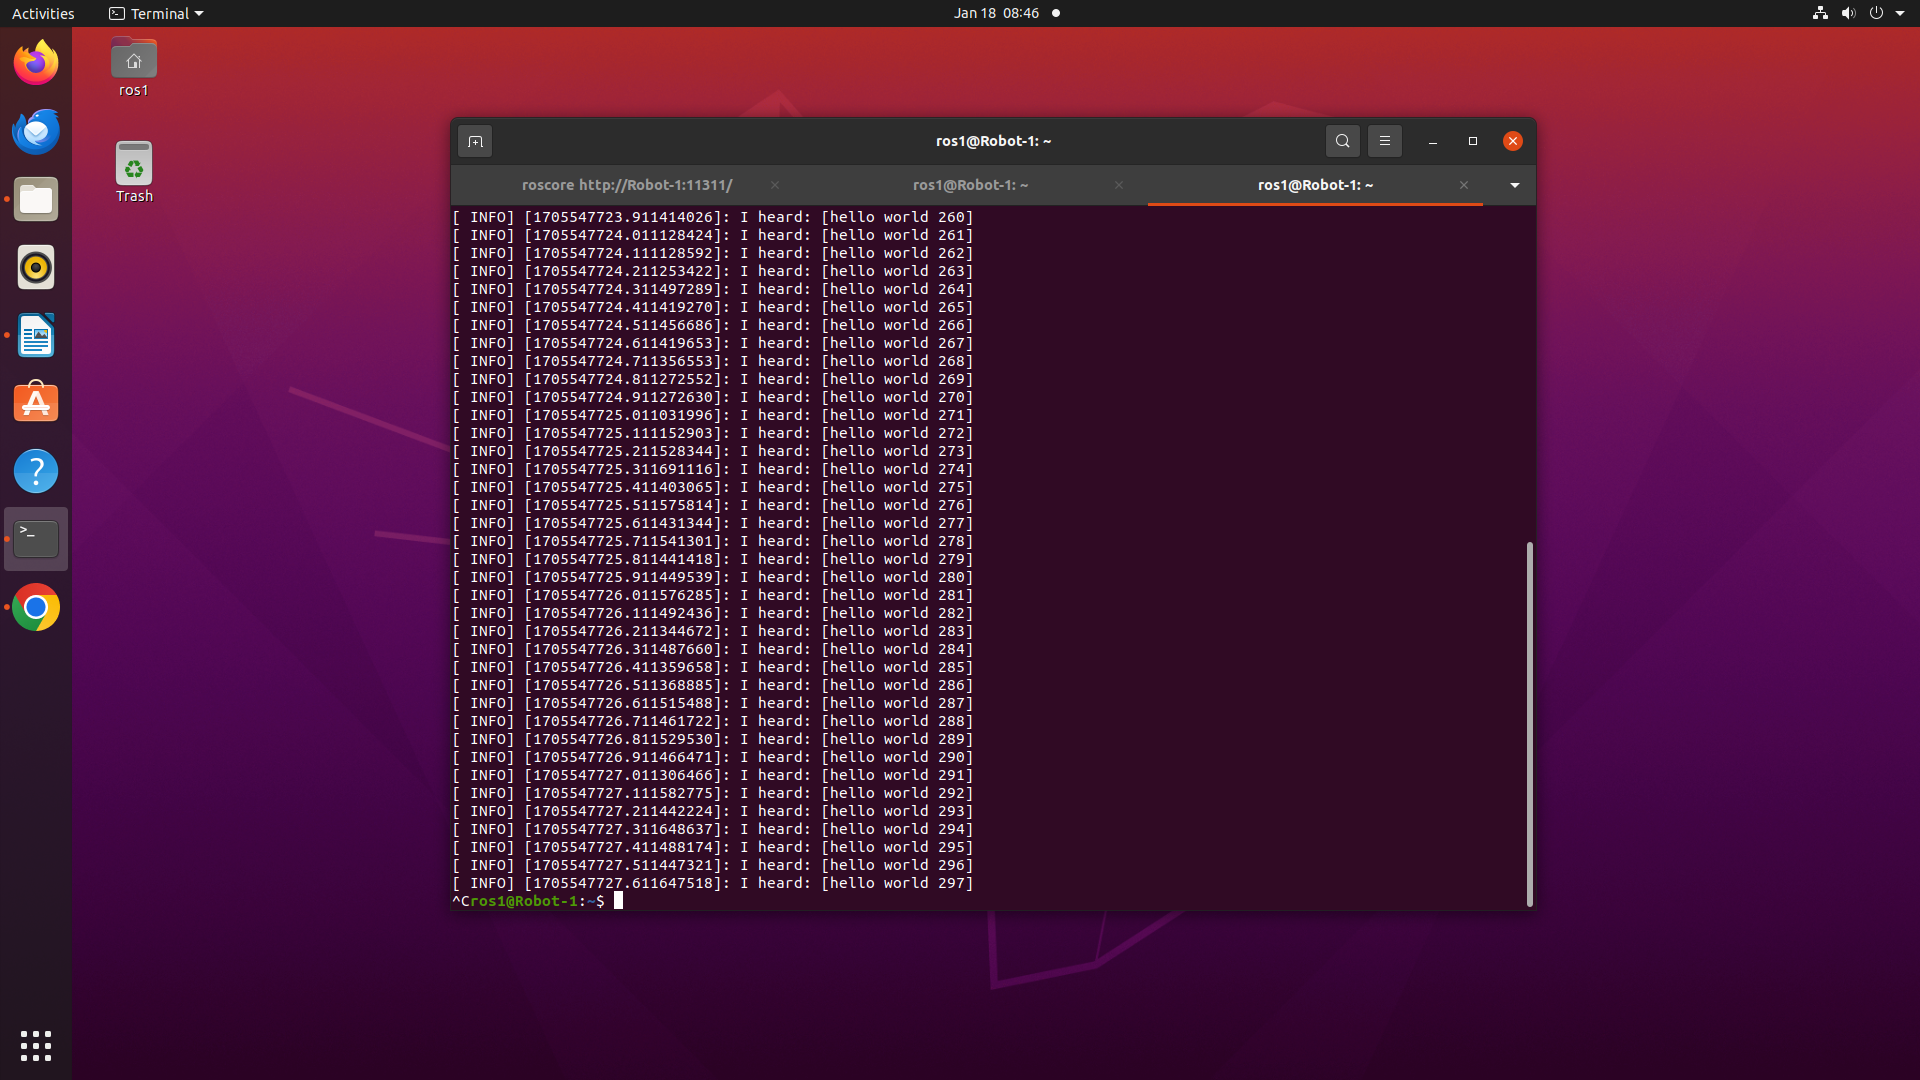 Activities
Terminal
Jan 18 08:46
ros1
Trash
ros1@Robot-1: ~
roscore http://Robot-1:11311/
ros1@Robot-1: ~
ros1@Robot-1: ~
[ INFO] [1705547723.911414026]: I heard: [hello world 260]
[ INFO] [1705547724.011128424]: I heard: [hello world 261]
[ INFO] [1705547724.111128592]: I heard: [hello world 262]
[ INFO] [1705547724.211253422]: I heard: [hello world 263]
[ INFO] [1705547724.311497289]: I heard: [hello world 264]
[ INFO] [1705547724.411419270]: I heard: [hello world 265]
[ INFO] [1705547724.511456686]: I heard: [hello world 266]
[ INFO] [1705547724.611419653]: I heard: [hello world 267]
[ INFO] [1705547724.711356553]: I heard: [hello world 268]
[ INFO] [1705547724.811272552]: I heard: [hello world 269]
[ INFO] [1705547724.911272630]: I heard: [hello world 270]
[ INFO] [1705547725.011031996]: I heard: [hello world 271]
[ INFO] [1705547725.111152903]: I heard: [hello world 272]
[ INFO] [1705547725.211528344]: I heard: [hello world 273]
[ INFO] [1705547725.311691116]: I heard: [hello world 274]
[ INFO] [1705547725.411403065]: I heard: [hello world 275]
[ INFO] [1705547725.511575814]: I heard: [hello world 276]
[ INFO] [1705547725.611431344]: I heard: [hello world 277]
[ INFO] [1705547725.711541301]: I heard: [hello world 278]
[ INFO] [1705547725.811441418]: I heard: [hello world 279]
[ INFO] [1705547725.911449539]: I heard: [hello world 280]
[ INFO] [1705547726.011576285]: I heard: [hello world 281]
[ INFO] [1705547726.111492436]: I heard: [hello world 282]
[ INFO] [1705547726.211344672]: I heard: [hello world 283]
[ INFO] [1705547726.311487660]: I heard: [hello world 284]
[ INFO] [1705547726.411359658]: I heard: [hello world 285]
[ INFO] [1705547726.511368885]: I heard: [hello world 286]
[ INFO] [1705547726.611515488]: I heard: [hello world 287]
[ INFO] [1705547726.711461722]: I heard: [hello world 288]
[ INFO] [1705547726.811529530]: I heard: [hello world 289]
[ INFO] [1705547726.911466471]: I heard: [hello world 290]
[ INFO] [1705547727.011306466]: I heard: [hello world 291]
[ INFO] [1705547727.111582775]: I heard: [hello world 292]
[ INFO] [1705547727.211442224]: I heard: [hello world 293]
[ INFO] [1705547727.311648637]: I heard: [hello world 294]
[ INFO] [1705547727.411488174]: I heard: [hello world 295]
[ INFO] [1705547727.511447321]: I heard: [hello world 296]
[ INFO] [1705547727.611647518]: I heard: [hello world 297]
^Cros1@Robot-1:~$